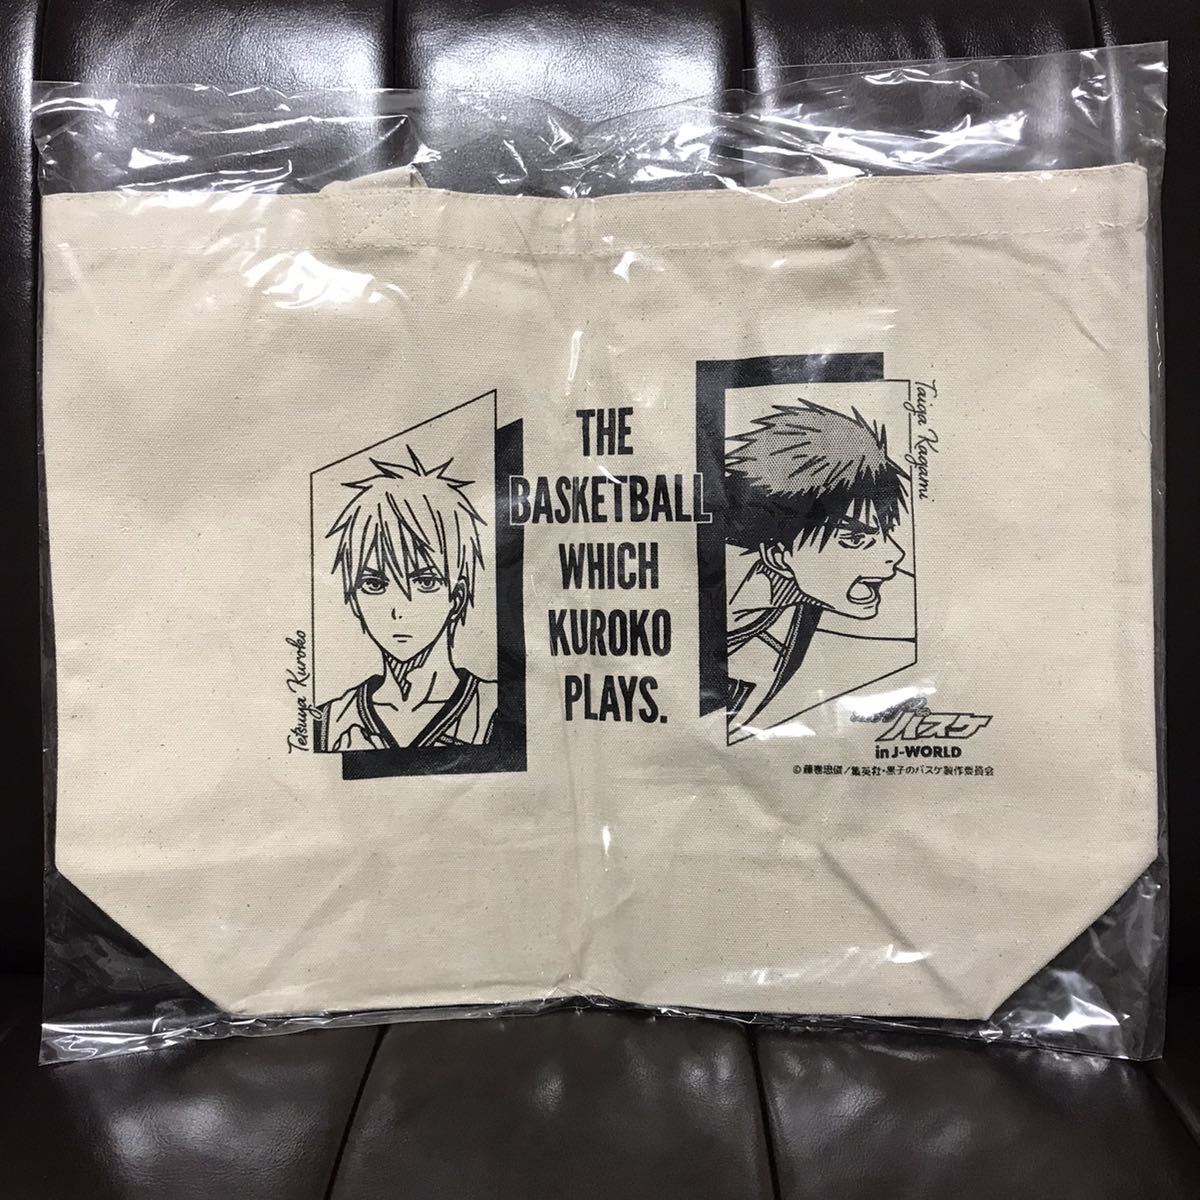 Tetsuya Kuroko
THE
BASKETBALL
WHICH
KUROKO
PLAYS.
Taiga Kagami
バスケ
in J-WORLD
©藤巻忠俊/集英社・黒子のバスケ製作委員会